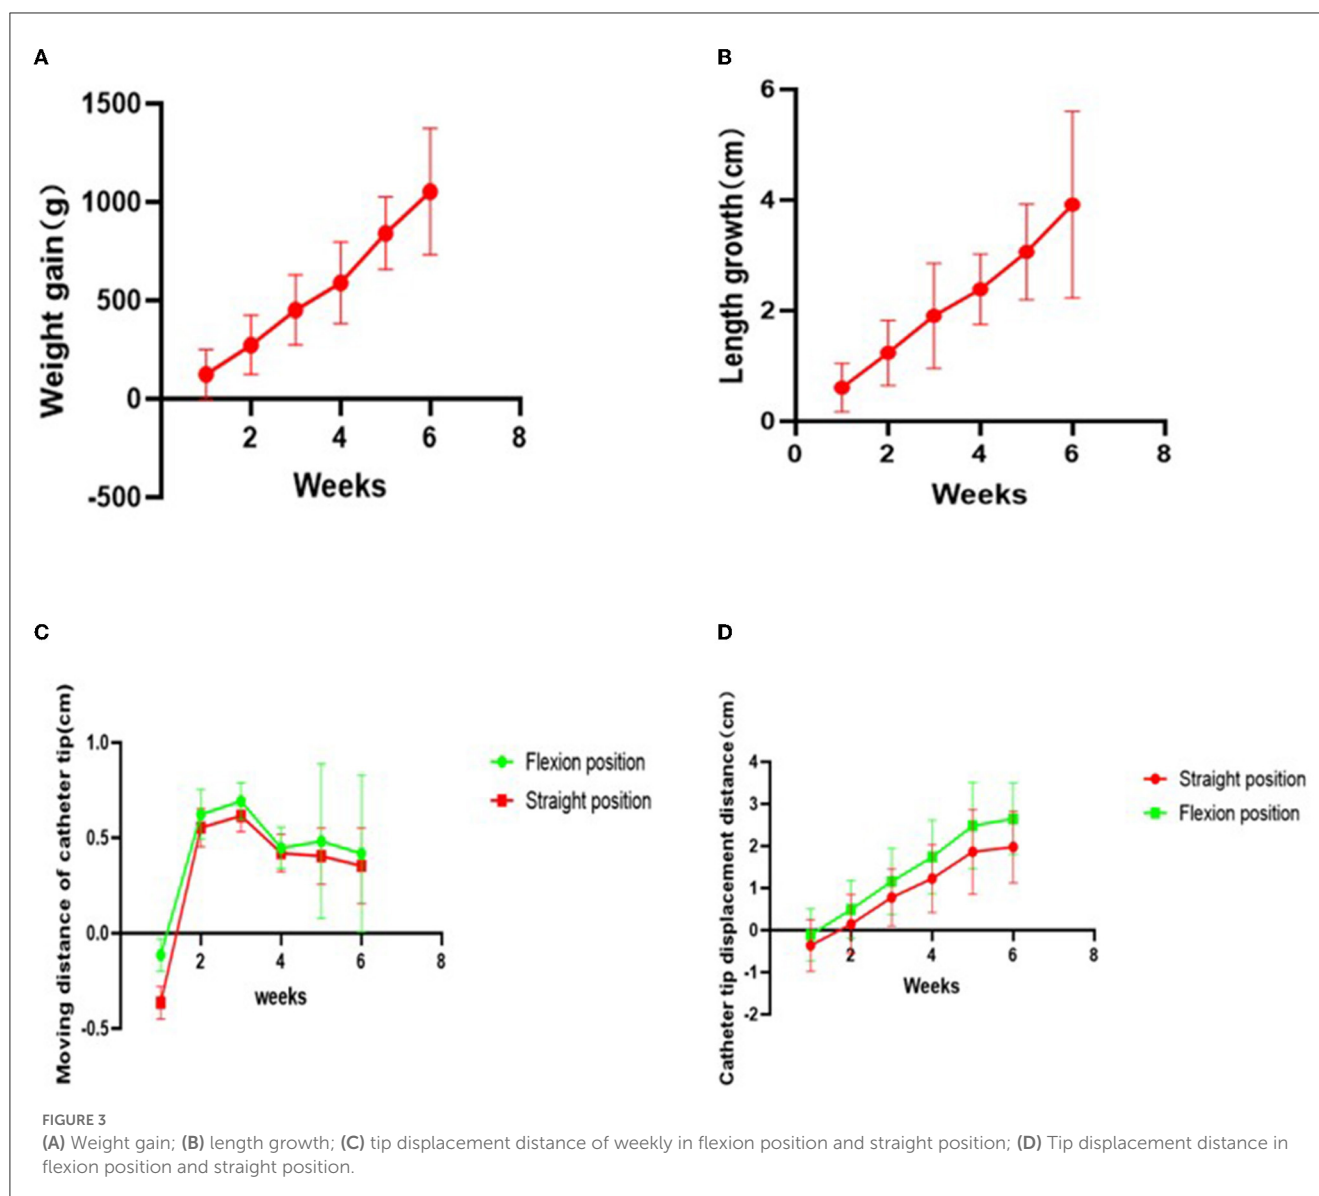 A
1500
1000
500
0
-500
Weight gain(g)
2
4
6
8
Weeks
B
6
4
2
0
Length growth(cm)
0
2
4
6
8
Weeks
C
1.0
0.5
0.0
-0.5
Moving distance of catheter tip(cm)
2
4
6
8
weeks
Flexion position
Straight position
D
4
3
2
1
0
-1
-2
Catheter tip displacement distance(cm)
2
4
6
8
Weeks
Straight position
Flexion position
FIGURE 3
(A) Weight gain; (B) length growth; (C) tip displacement distance of weekly in flexion position and straight position; (D) Tip displacement distance in
flexion position and straight position.